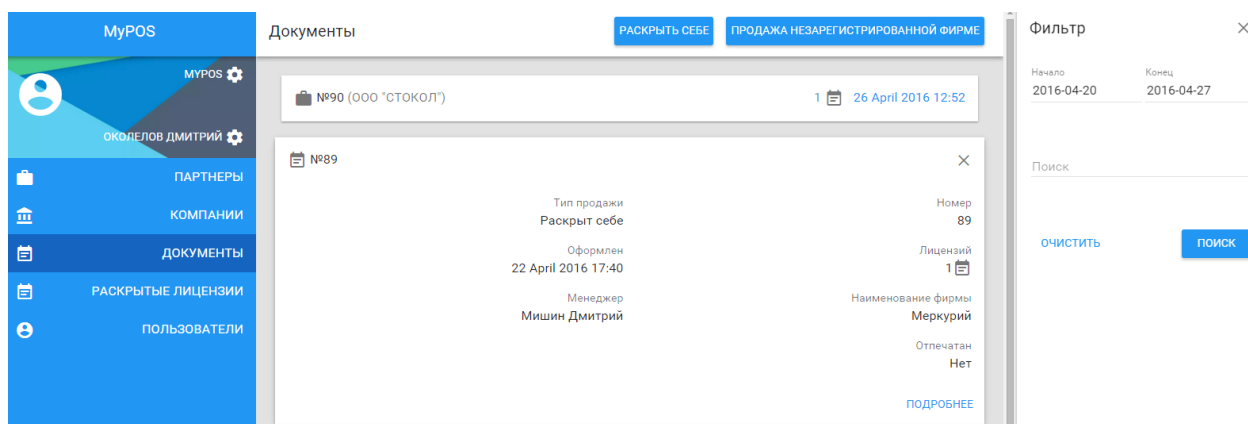 MyPOS
MYPOS
ОКОЛЕЛОВ ДМИТРИЙ
ПАРТНЕРЫ
КОМПАНИИ
ДОКУМЕНТЫ
РАСКРЫТЫЕ ЛИЦЕНЗИИ
ПОЛЬЗОВАТЕЛИ
Документы
РАСКРЫТЬ СЕБЕ
ПРОДАЖА НЕЗАРЕГИСТРИРОВАННОЙ ФИРМЕ
№90 (ООО "СТОКОЛ")
1 26 April 2016 12:52
№89
Тип продажи
Раскрыт себе
Номер
89
Оформлен
22 April 2016 17:40
Лицензий
1
Менеджер
Мишин Дмитрий
Наименование фирмы
Меркурий
Отпечатан
Нет
ПОДРОБНЕЕ
Фильтр
Начало
2016-04-20
Конец
2016-04-27
Поиск
ОЧИСТИТЬ
ПОИСК